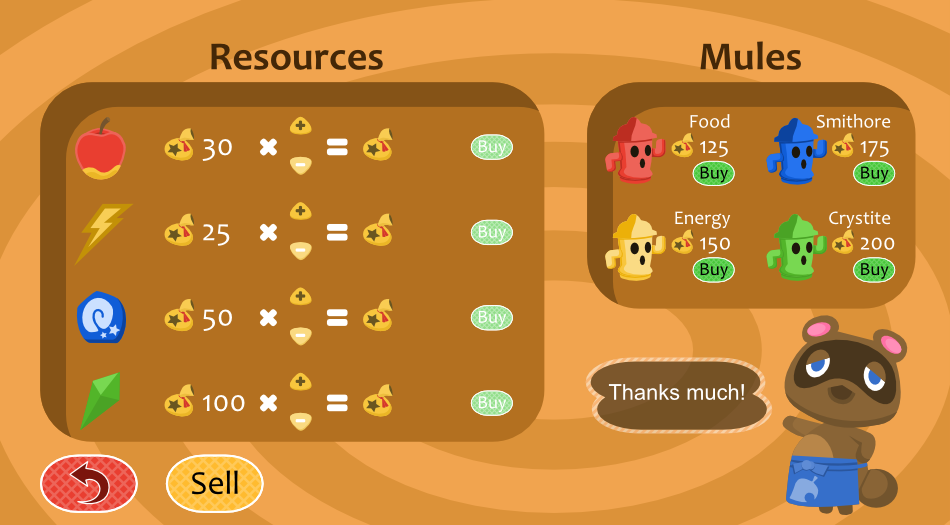 Resources
30 × + − = Buy
25 × + − = Buy
50 × + − = Buy
100 × + − = Buy
Mules
Food
125
Buy
Smithore
175
Buy
Energy
150
Buy
Crystite
200
Buy
Thanks much!
Sell